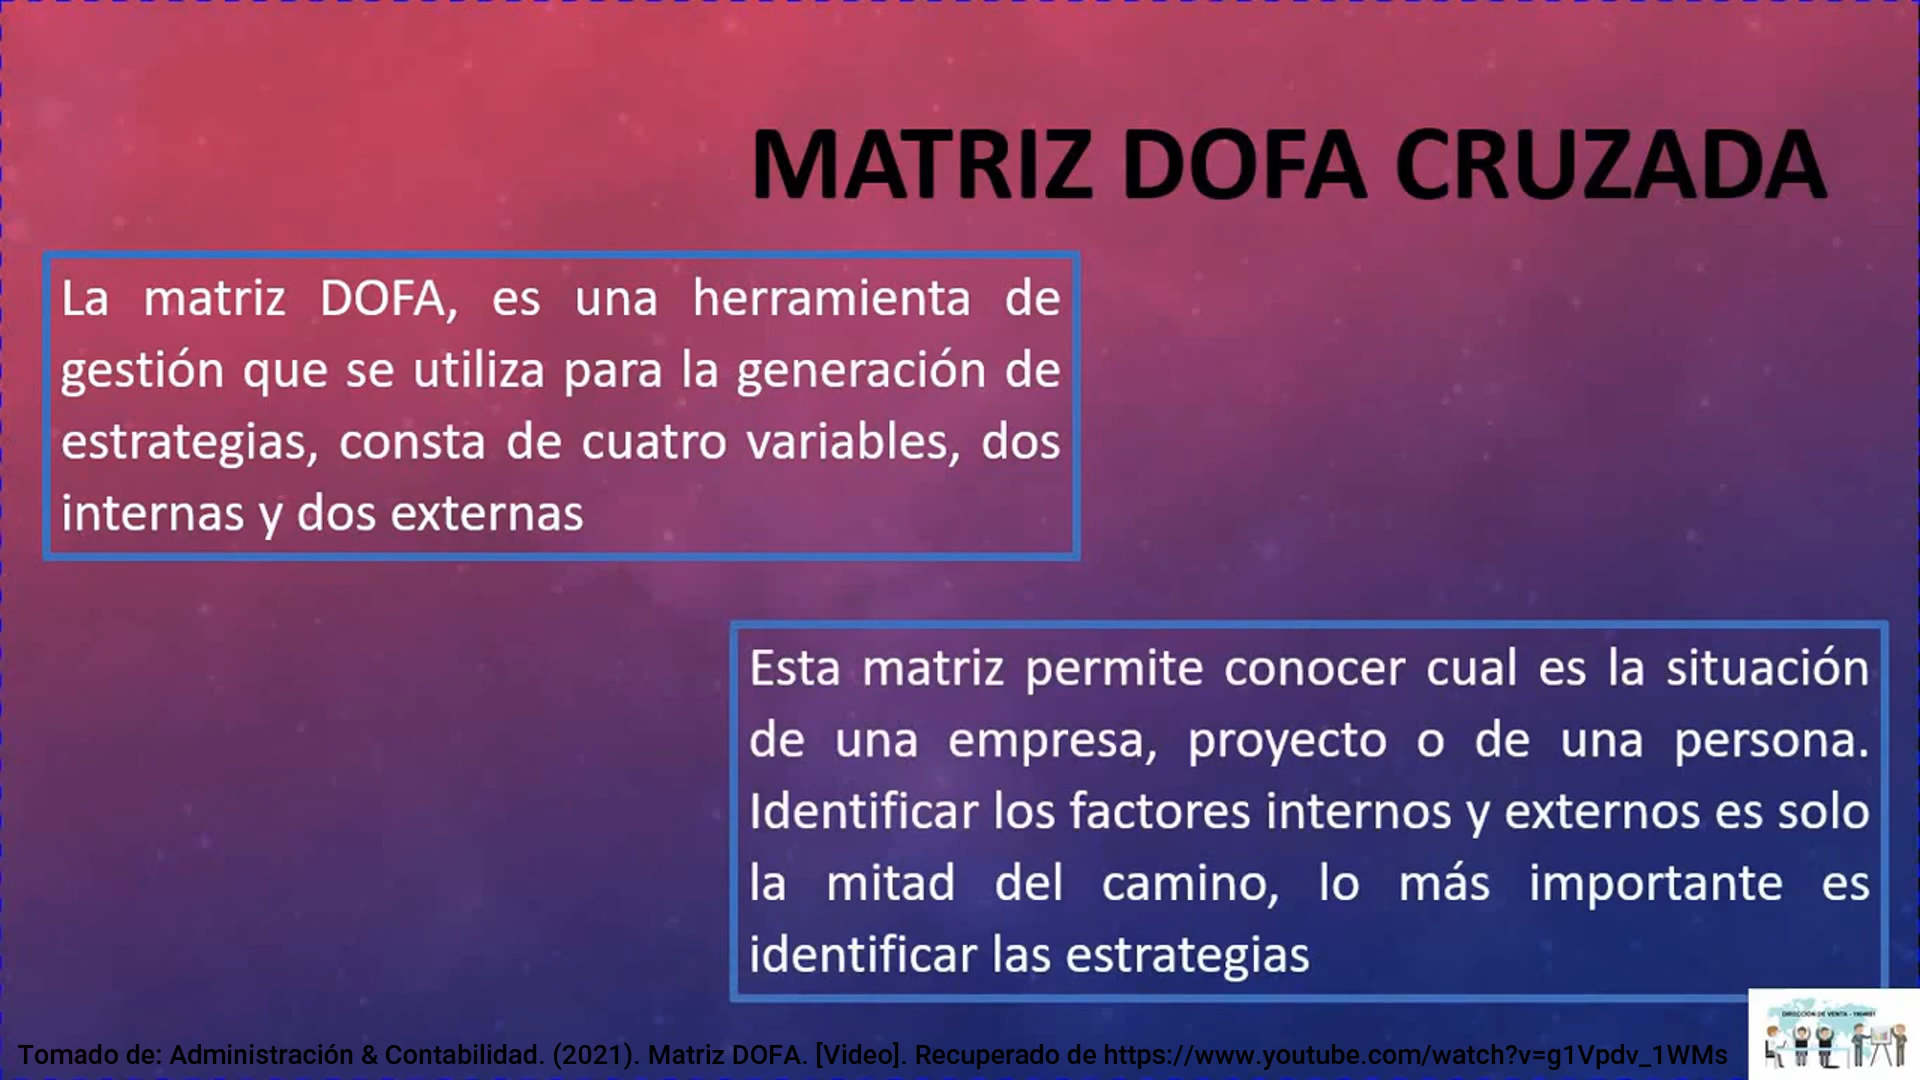 MATRIZ DOFA CRUZADA
La matriz DOFA, es una herramienta de
gestión que se utiliza para la generación de
estrategias, consta de cuatro variables, dos
internas y dos externas
Esta matriz permite conocer cual es la situación
de una empresa, proyecto o de una persona.
Identificar los factores internos y externos es solo
la mitad del camino, lo más importante es
identificar las estrategias
Tomado de: Administración & Contabilidad. (2021). Matriz DOFA. [Video]. Recuperado de https://www.youtube.com/watch?v=g1Vpdv_1WMs